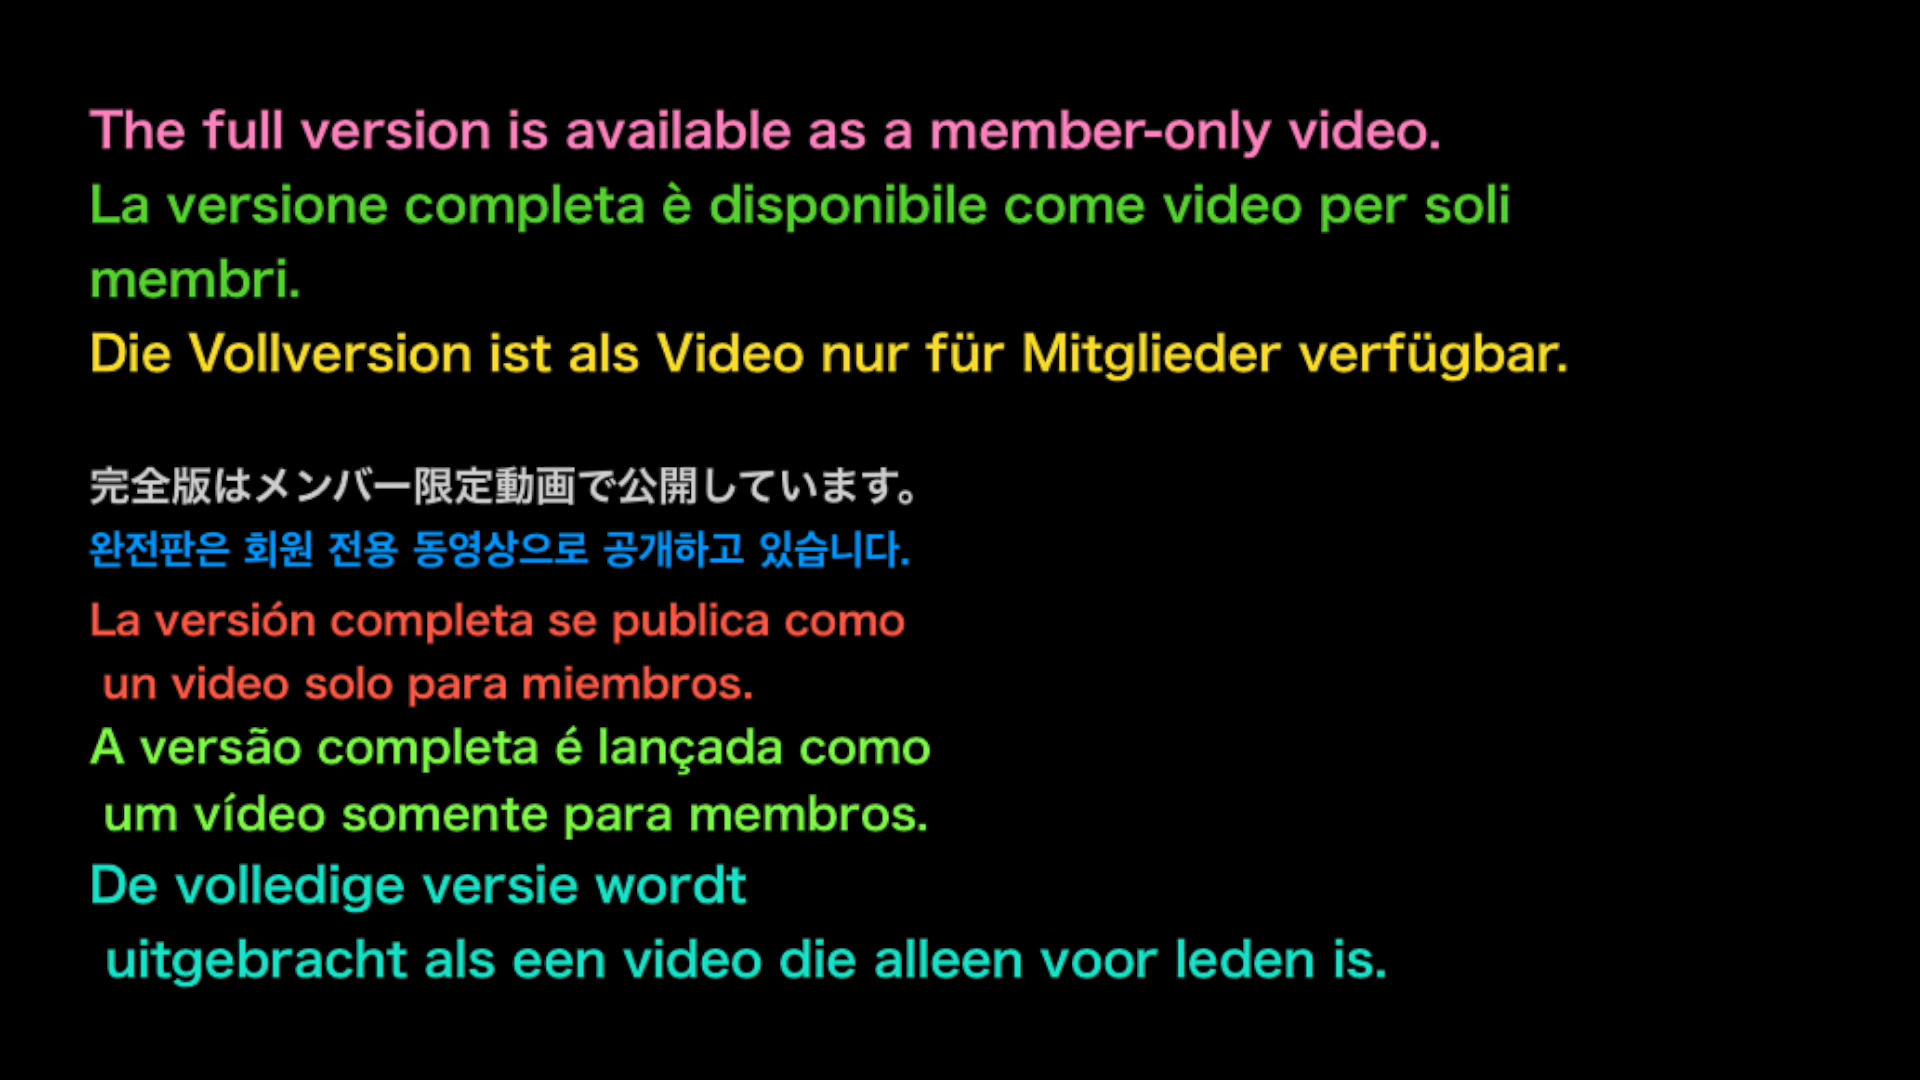 The full version is available as a member-only video.
La versione completa è disponibile come video per soli
membri.
Die Vollversion ist als Video nur für Mitglieder verfügbar.
完全版はメンバー限定動画で公開しています。
완전판은 회원 전용 동영상으로 공개하고 있습니다.
La versión completa se publica como
un video solo para miembros.
A versão completa é lançada como
um vídeo somente para membros.
De volledige versie wordt
uitgebracht als een video die alleen voor leden is.